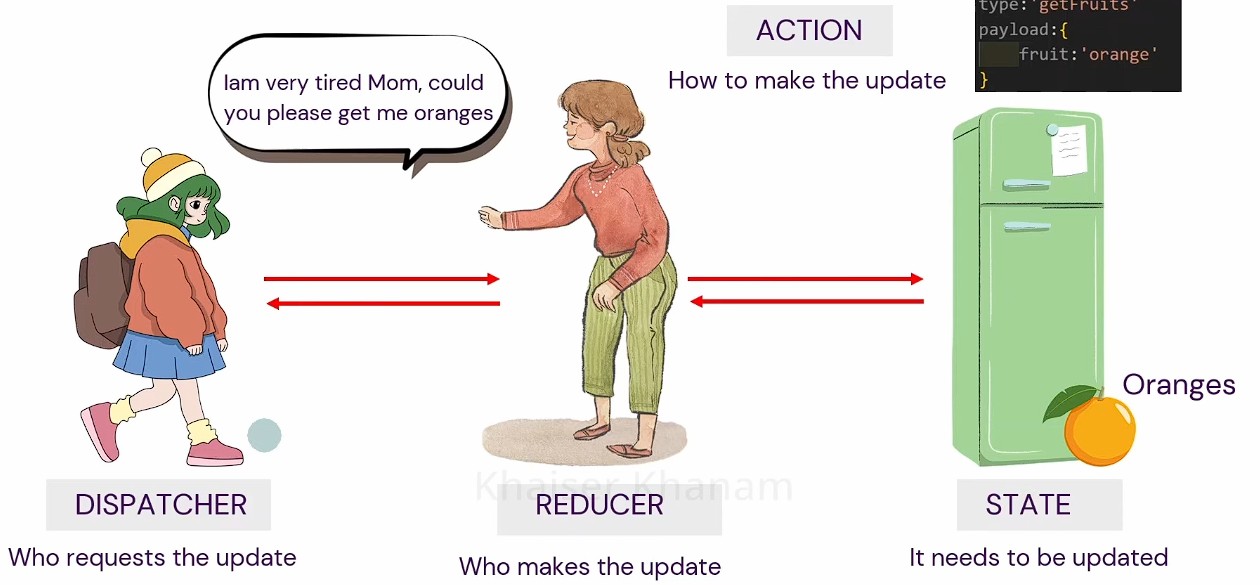 type:'getFruits'
payload:{
fruit:'orange'
}
ACTION
How to make the update
Iam very tired Mom, could
you please get me oranges
Oranges
Khaiser Khanam
DISPATCHER
REDUCER
STATE
Who requests the update
Who makes the update
It needs to be updated